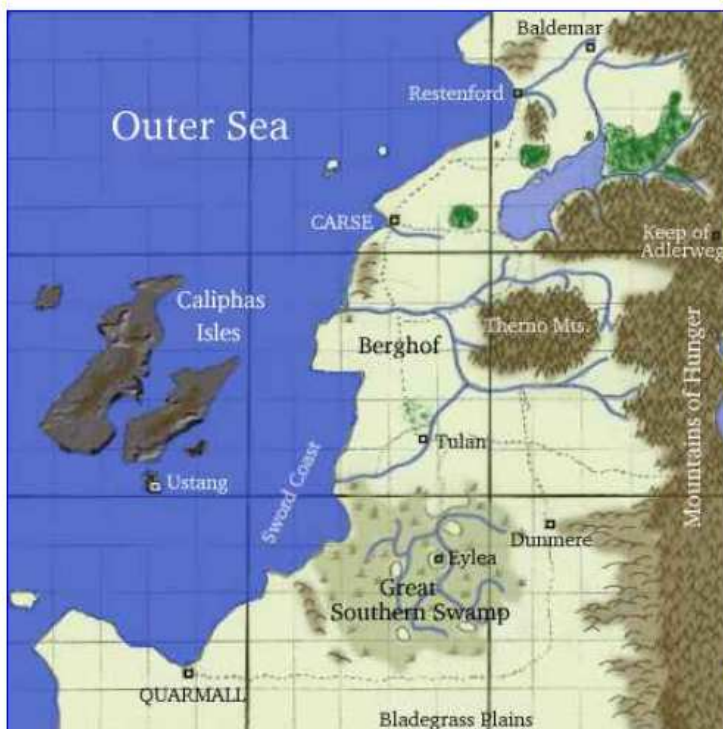 Baldemar
Restenford
Outer Sea
CARSE
Keep of
Adlerweg
Caliphas
Isles
Therno Mts.
Berghof
Mountains of Hunger
Tulan
Ustang
Sword Coast
Dunmere
Eylea
Great
Southern Swamp
QUARMALL
Bladegrass Plains